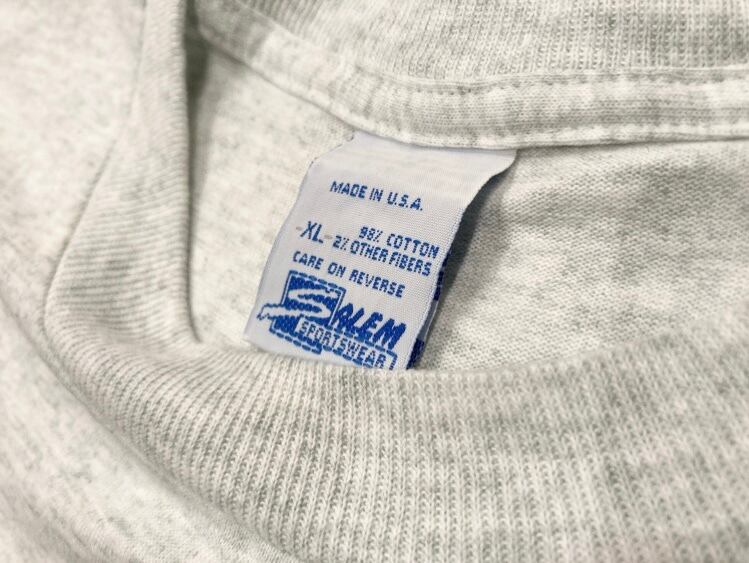 MADE IN U.S.A.
-XL- 98% COTTON
2% OTHER FIBERS
CARE ON REVERSE
SALEM
SPORTSWEAR